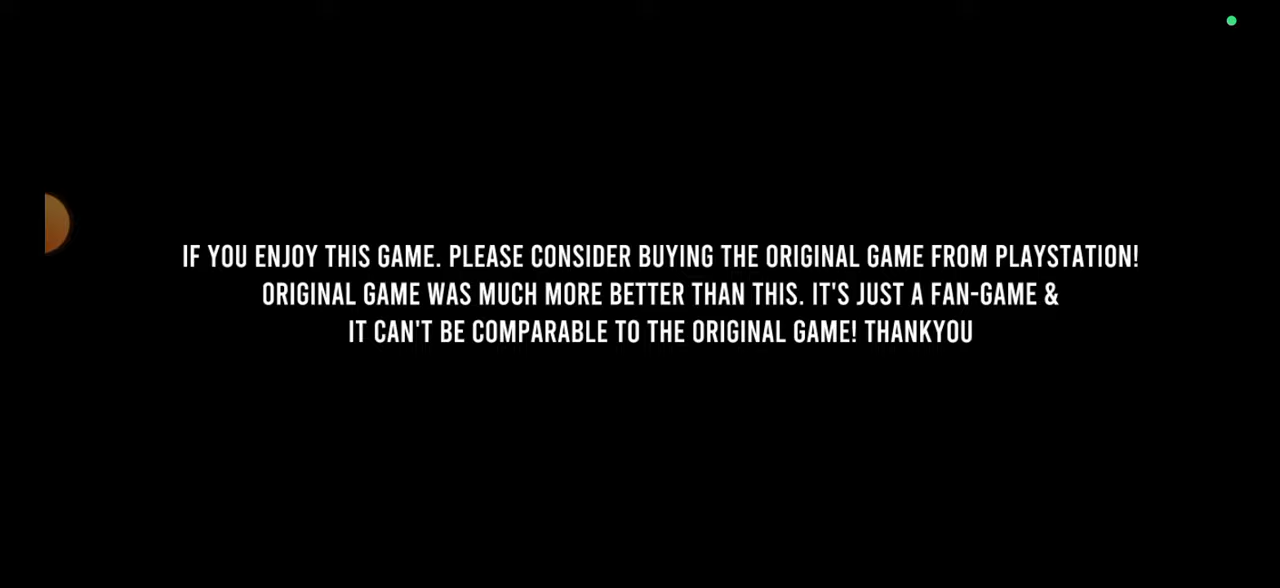 IF YOU ENJOY THIS GAME. PLEASE CONSIDER BUYING THE ORIGINAL GAME FROM PLAYSTATION!
ORIGINAL GAME WAS MUCH MORE BETTER THAN THIS. IT'S JUST A FAN-GAME &
IT CAN'T BE COMPARABLE TO THE ORIGINAL GAME! THANKYOU